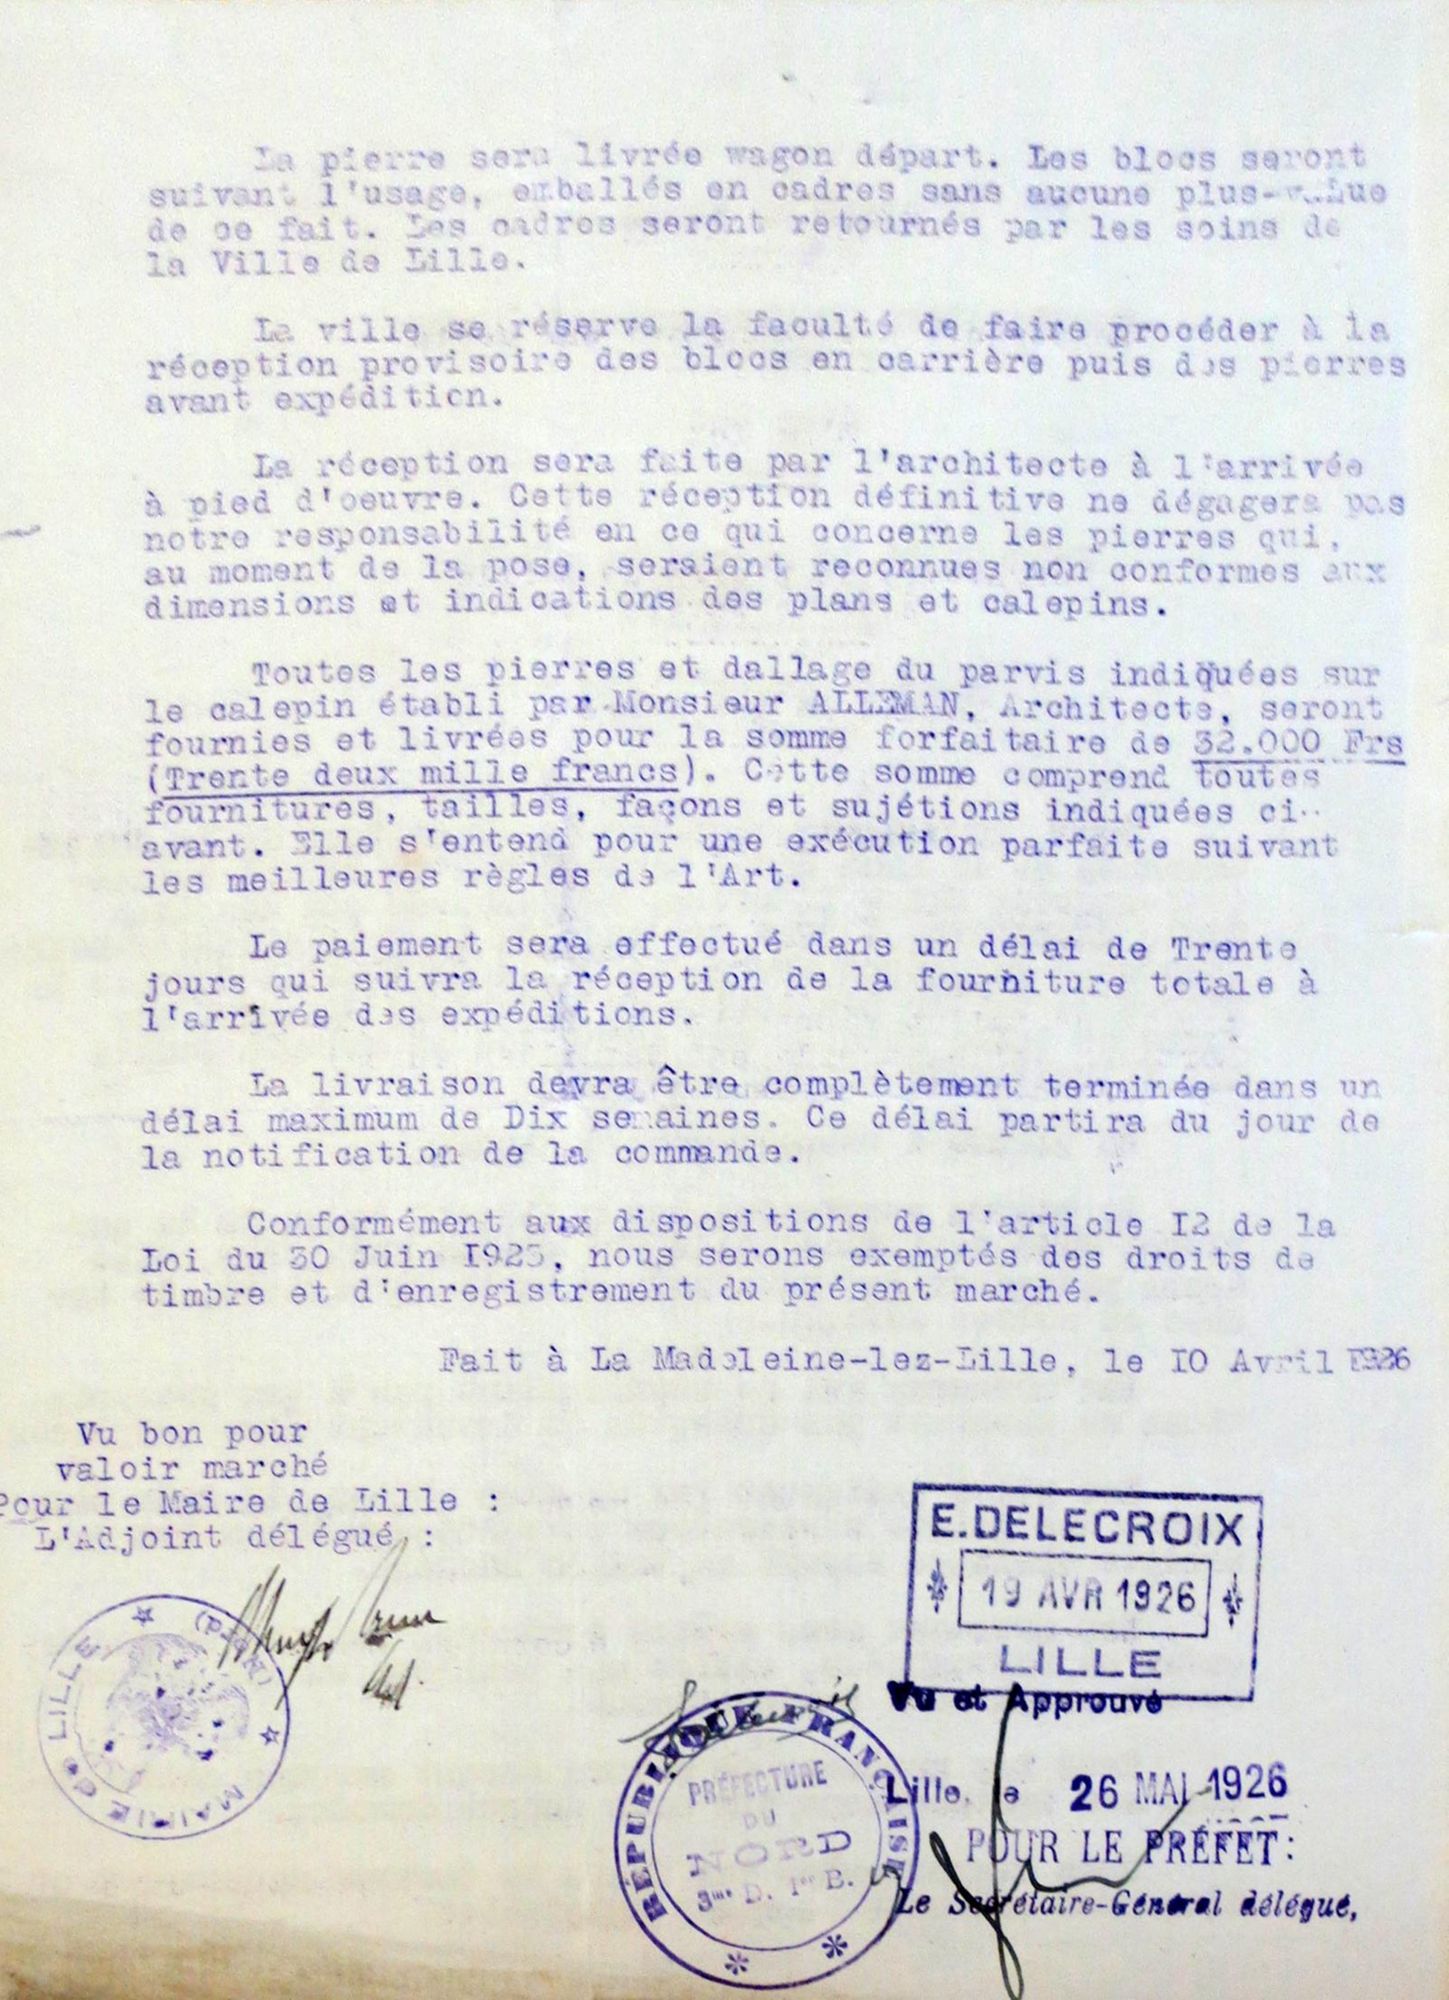 La pierre sera livrée wagon départ. Les blocs seront
suivant l'usage, emballés en cadres sans aucune plus-value
de ce fait. Les cadres seront retournés par les soins de
la Ville de Lille.
La ville se réserve la faculté de faire procéder à la
réception provisoire des blocs en carrière puis des pierres
avant expédition.
La réception sera faite par l'architecte à l'arrivée
à pied d'oeuvre. Cette réception définitive ne dégagera pas
notre responsabilité en ce qui concerne les pierres qui,
au moment de la pose, seraient reconnues non conformes aux
dimensions et indications des plans et calepins.
Toutes les pierres et dallage du parvis indiquées sur
le calepin établi par Monsieur ALLEMAN, Architecte, seront
fournies et livrées pour la somme forfaitaire de 32.000 Frs
(Trente deux mille francs). Cette somme comprend toutes
fournitures, tailles, façons et sujétions indiquées ci-
avant. Elle s'entend pour une exécution parfaite suivant
les meilleures règles de l'Art.
Le paiement sera effectué dans un délai de Trente
jours qui suivra la réception de la fourniture totale à
l'arrivée des expéditions.
La livraison devra être complètement terminée dans un
délai maximum de Dix semaines. Ce délai partira du jour de
la notification de la commande.
Conformément aux dispositions de l'article I2 de la
Loi du 30 Juin I923, nous serons exemptés des droits de
timbre et d'enregistrement du présent marché.
Fait à La Madeleine-lez-Lille, le IO Avril I926
Vu bon pour
valoir marché
Pour le Maire de Lille :
L'Adjoint délégué :
MAIRIE de LILLE (Nord)
E. DELECROIX
19 AVR 1926
LILLE
Vu et Approuvé
RÉPUBLIQUE FRANÇAISE
PRÉFECTURE
DU
NORD
3me D. 1er B.
Lille, le 26 MAI 1926
POUR LE PRÉFET:
Le Secrétaire-Général délégué,